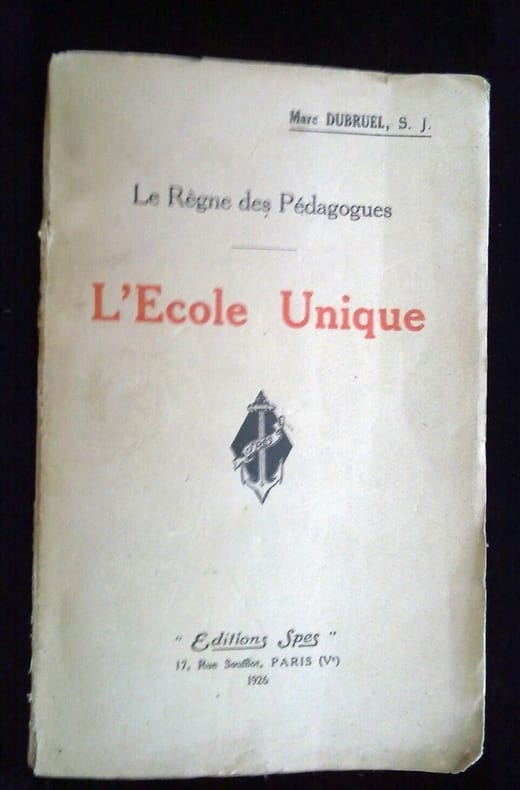 Marc DUBRUEL, S. J.
Le Règne des Pédagogues
L'Ecole Unique
" Editions Spes "
17, Rue Soufflot, PARIS (Vᵉ)
1926